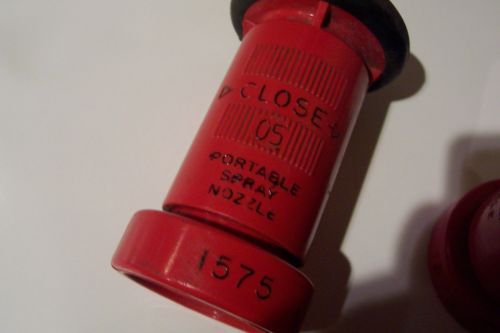 CLOSE
05
PORTABLE
SPRAY
NOZZLE
1575